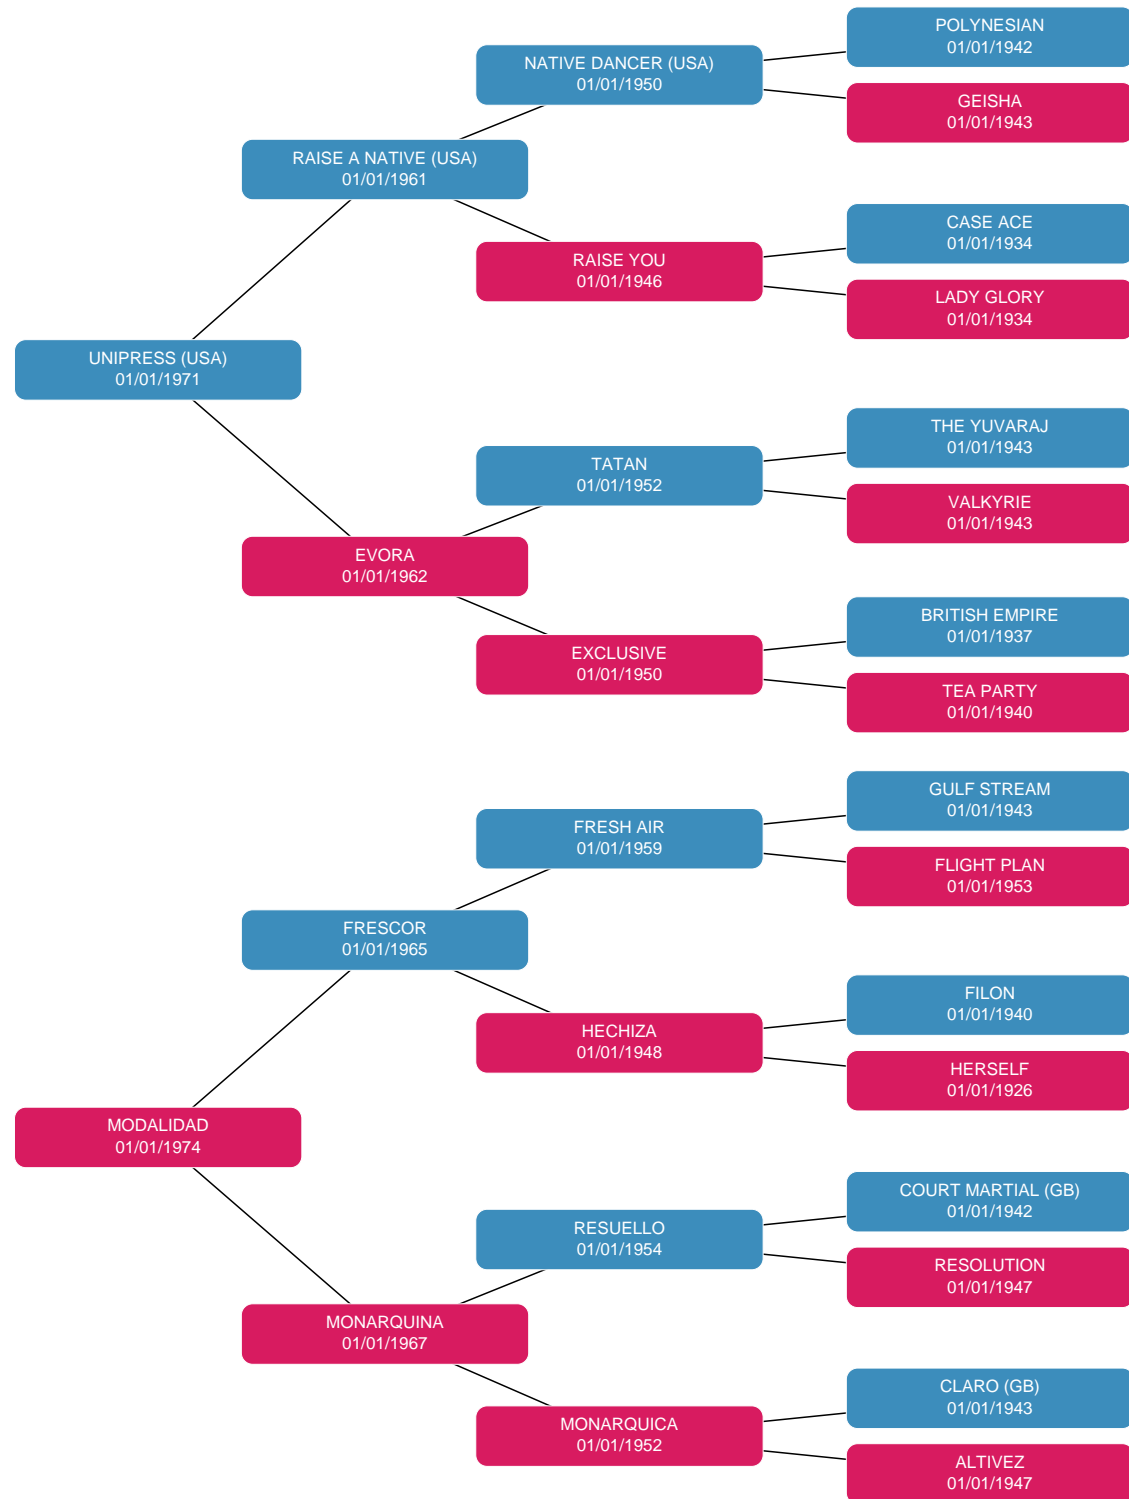 POLYNESIAN
01/01/1942
NATIVE DANCER (USA)
01/01/1950
GEISHA
01/01/1943
RAISE A NATIVE (USA)
01/01/1961
CASE ACE
01/01/1934
RAISE YOU
01/01/1946
LADY GLORY
01/01/1934
UNIPRESS (USA)
01/01/1971
THE YUVARAJ
01/01/1943
TATAN
01/01/1952
VALKYRIE
01/01/1943
EVORA
01/01/1962
BRITISH EMPIRE
01/01/1937
EXCLUSIVE
01/01/1950
TEA PARTY
01/01/1940
GULF STREAM
01/01/1943
FRESH AIR
01/01/1959
FLIGHT PLAN
01/01/1953
FRESCOR
01/01/1965
FILON
01/01/1940
HECHIZA
01/01/1948
HERSELF
01/01/1926
MODALIDAD
01/01/1974
COURT MARTIAL (GB)
01/01/1942
RESUELLO
01/01/1954
RESOLUTION
01/01/1947
MONARQUINA
01/01/1967
CLARO (GB)
01/01/1943
MONARQUICA
01/01/1952
ALTIVEZ
01/01/1947